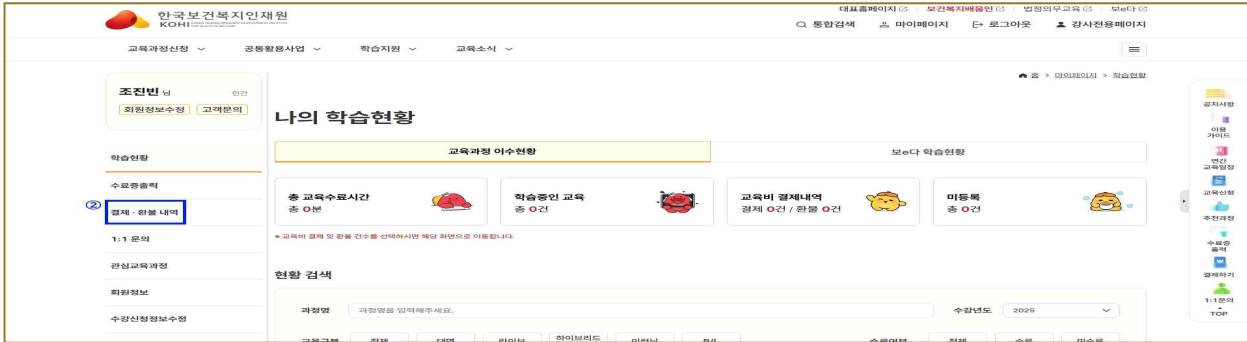 한국보건복지인재원
KOHI
대표홈페이지 보건복지배움인 법정의무교육 보e다
통합검색 마이페이지 로그아웃 강사전용페이지
교육과정신청 공동활용사업 학습지원 교육소식
홈 > 마이페이지 > 학습현황
조진빈 님 민간
회원정보수정 고객문의
나의 학습현황
교육과정 이수현황 보e다 학습현황
학습현황
수료증출력
② 결제 · 환불 내역
1:1 문의
관심교육과정
회원정보
수강신청정보수정
총 교육수료시간
총 0분
학습중인 교육
총 0건
교육비 결제내역
결제 0건 / 환불 0건
미등록
총 0건
* 교육비 결제 및 환불 건수를 선택하시면 해당 화면으로 이동합니다.
현황 검색
과정명 과정명을 입력해주세요. 수강년도 2025
교육구분 전체 대면 라이브 하이브리드 이러닝 수료여부 전체 수료 미수료
공지사항
이용
가이드
연간
교육일정
교육신청
추천과정
수료증
출력
결제하기
1:1문의
TOP